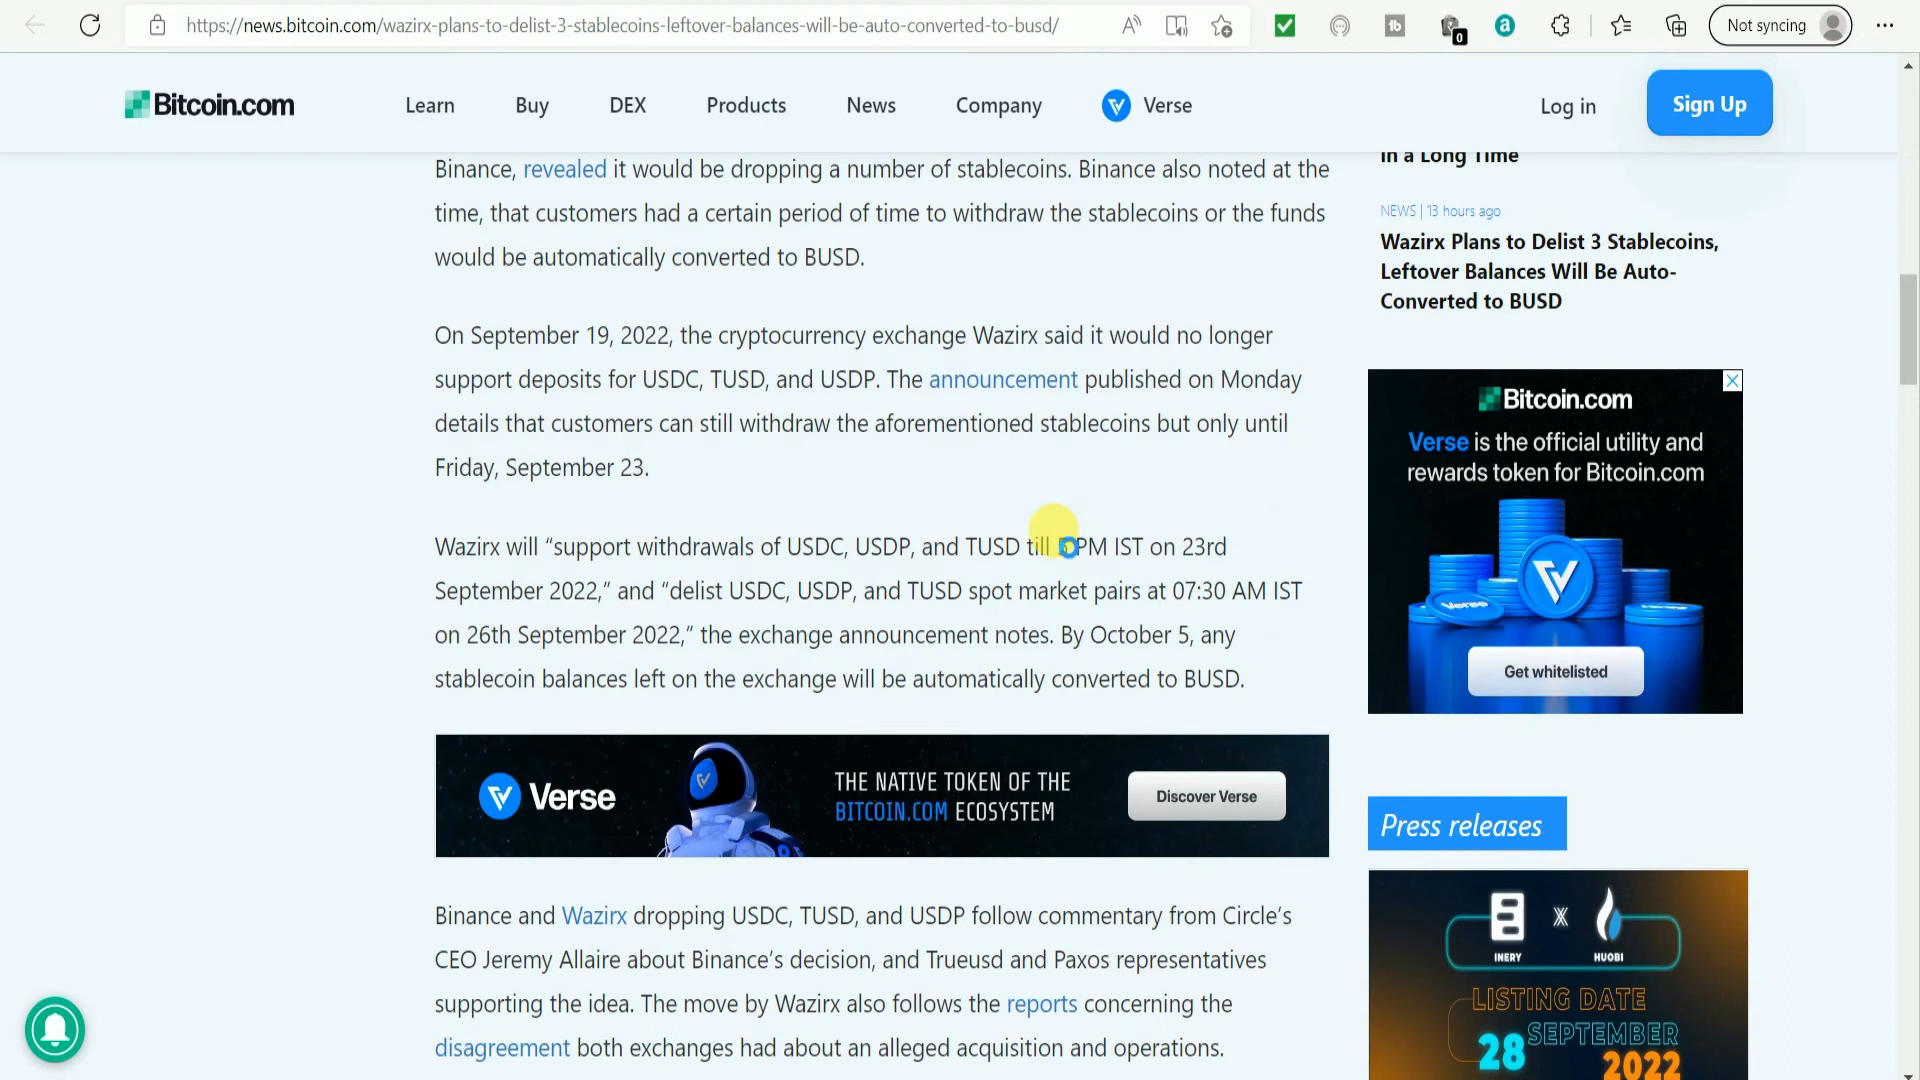 https://news.bitcoin.com/wazirx-plans-to-delist-3-stablecoins-leftover-balances-will-be-auto-converted-to-busd/
0
Not syncing
Bitcoin.com
Learn
Buy
DEX
Products
News
Company
Verse
Log in
Sign Up
Binance, revealed it would be dropping a number of stablecoins. Binance also noted at the
time, that customers had a certain period of time to withdraw the stablecoins or the funds
would be automatically converted to BUSD.
On September 19, 2022, the cryptocurrency exchange Wazirx said it would no longer
support deposits for USDC, TUSD, and USDP. The announcement published on Monday
details that customers can still withdraw the aforementioned stablecoins but only until
Friday, September 23.
Wazirx will “support withdrawals of USDC, USDP, and TUSD till PM IST on 23rd
September 2022,” and “delist USDC, USDP, and TUSD spot market pairs at 07:30 AM IST
on 26th September 2022,” the exchange announcement notes. By October 5, any
stablecoin balances left on the exchange will be automatically converted to BUSD.
Verse
THE NATIVE TOKEN OF THE
BITCOIN.COM ECOSYSTEM
Discover Verse
Binance and Wazirx dropping USDC, TUSD, and USDP follow commentary from Circle’s
CEO Jeremy Allaire about Binance’s decision, and Trueusd and Paxos representatives
supporting the idea. The move by Wazirx also follows the reports concerning the
disagreement both exchanges had about an alleged acquisition and operations.
in a Long Time
NEWS | 13 hours ago
Wazirx Plans to Delist 3 Stablecoins,
Leftover Balances Will Be Auto-
Converted to BUSD
Bitcoin.com
Verse is the official utility and
rewards token for Bitcoin.com
Verse
Get whitelisted
Press releases
INERY
X
HUOBI
LISTING DATE
28 SEPTEMBER
2022